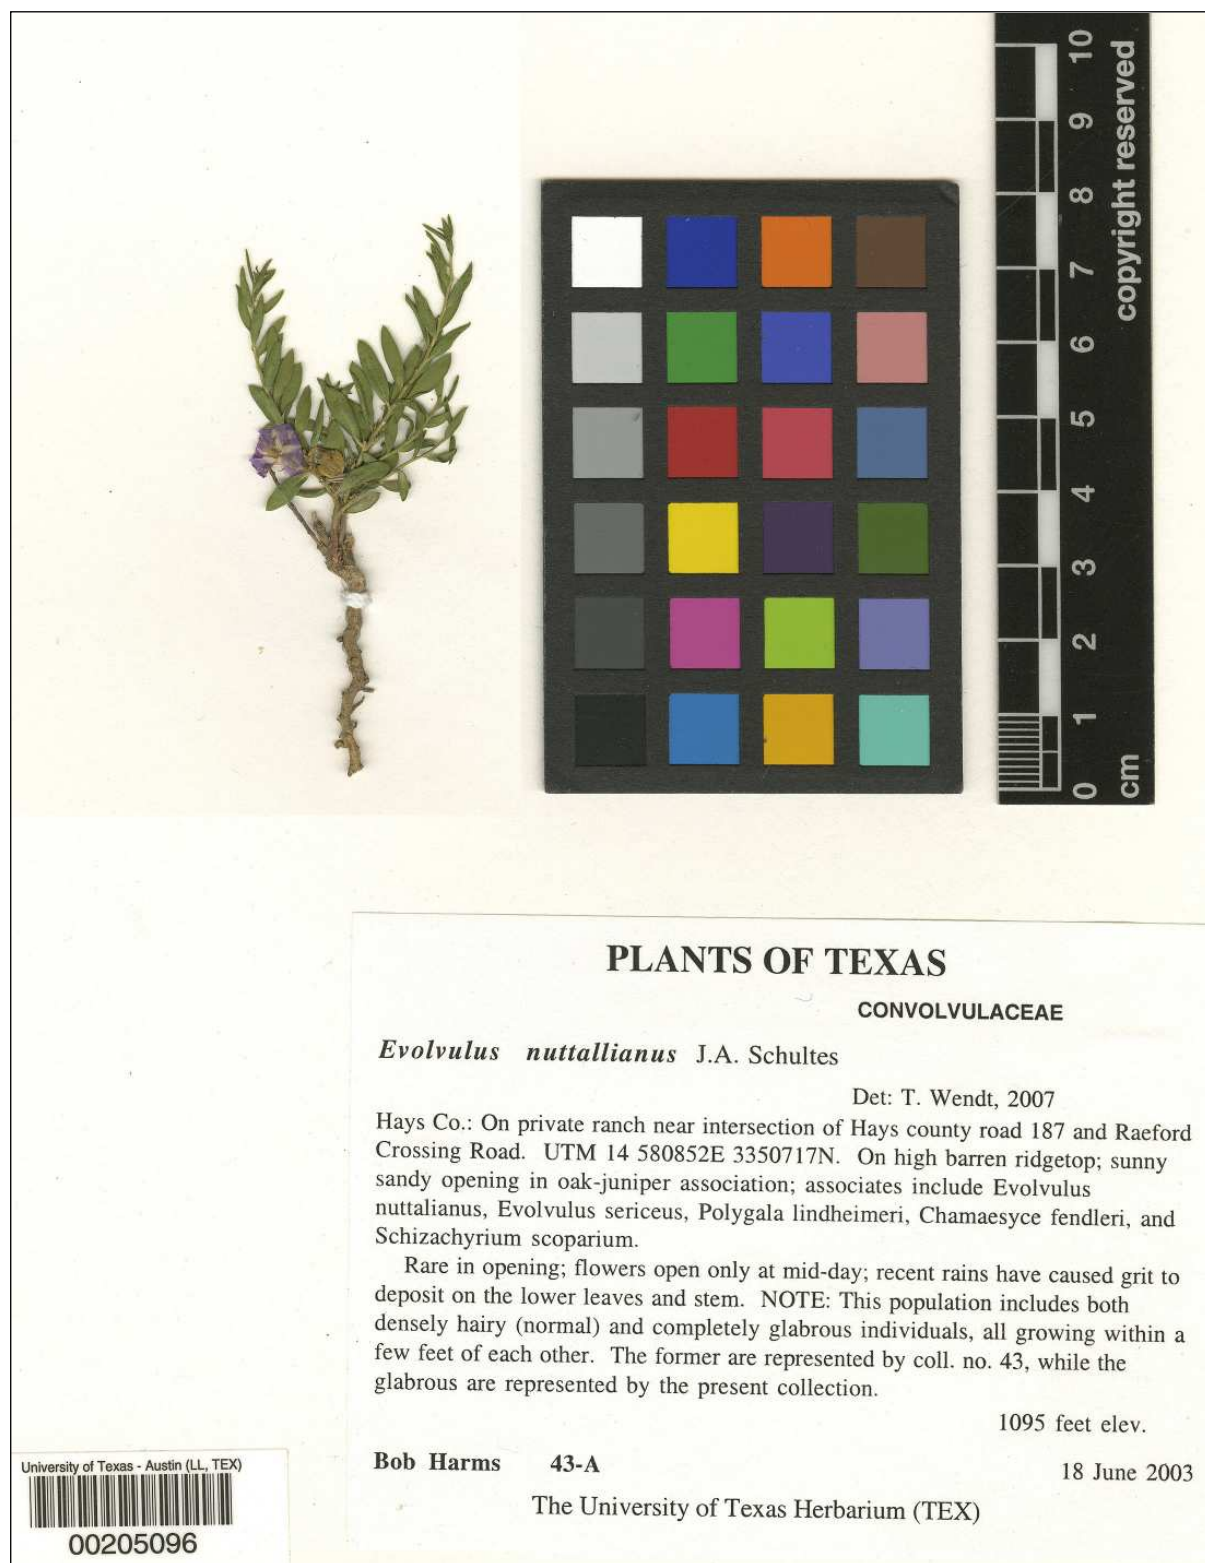 10
9
8
7
6
5
4
3
2
1
0
cm
copyright reserved
PLANTS OF TEXAS
CONVOLVULACEAE
Evolvulus nuttallianus J.A. Schultes
Det: T. Wendt, 2007
Hays Co.: On private ranch near intersection of Hays county road 187 and Raeford
Crossing Road. UTM 14 580852E 3350717N. On high barren ridgetop; sunny
sandy opening in oak-juniper association; associates include Evolvulus
nuttalianus, Evolvulus sericeus, Polygala lindheimeri, Chamaesyce fendleri, and
Schizachyrium scoparium.
Rare in opening; flowers open only at mid-day; recent rains have caused grit to
deposit on the lower leaves and stem. NOTE: This population includes both
densely hairy (normal) and completely glabrous individuals, all growing within a
few feet of each other. The former are represented by coll. no. 43, while the
glabrous are represented by the present collection.
1095 feet elev.
Bob Harms 43-A
18 June 2003
The University of Texas Herbarium (TEX)
University of Texas - Austin (LL, TEX)
00205096